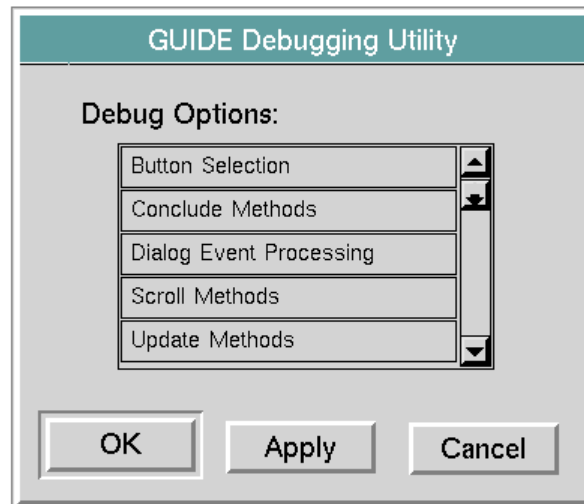 GUIDE Debugging Utility
Debug Options:
Button Selection
Conclude Methods
Dialog Event Processing
Scroll Methods
Update Methods
OK
Apply
Cancel